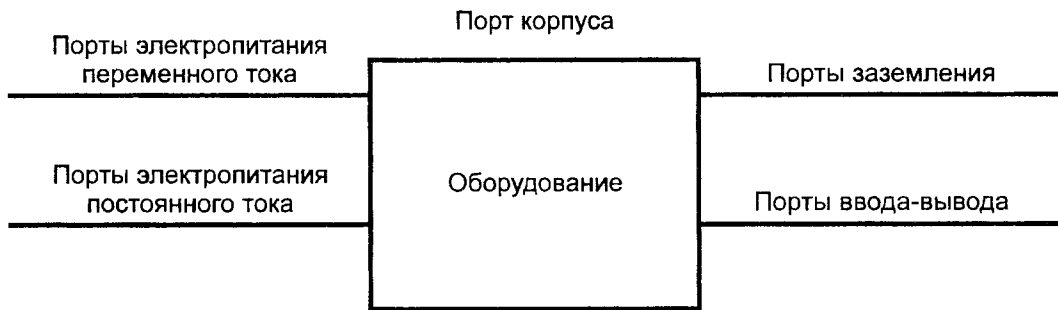 Порт корпуса
Порты электропитания
переменного тока
Порты заземления
Порты электропитания
постоянного тока
Оборудование
Порты ввода-вывода